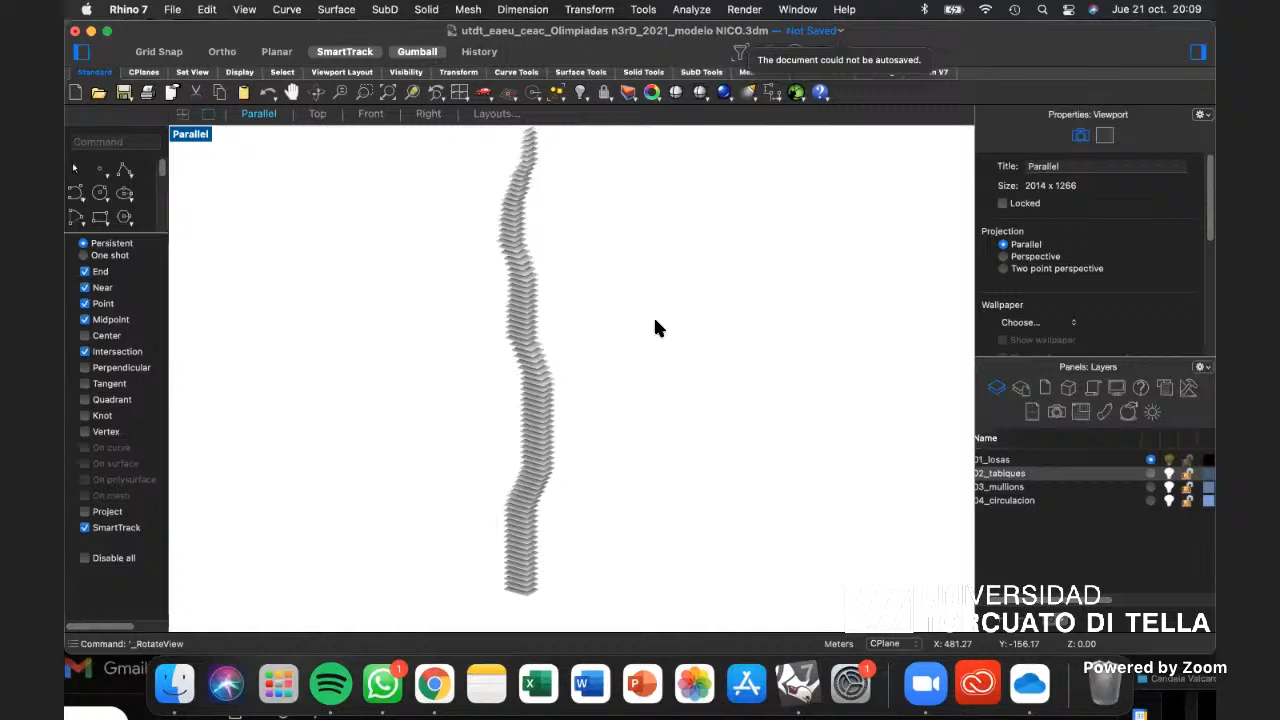 Rhino 7 File Edit View Curve Surface SubD Solid Mesh Dimension Transform Tools Analyze Render Window Help Jue 21 oct. 20:09
utdt_eaeu_ceac_Olimpiadas n3rD_2021_modelo NICO.3dm — Not Saved
Grid Snap Ortho Planar SmartTrack Gumball History
The document could not be autosaved.
Standard CPlanes Set View Display Select Viewport Layout Visibility Transform Curve Tools Surface Tools Solid Tools SubD Tools V7
Parallel Top Front Right Layouts...
Properties: Viewport
Parallel
Command
Title: Parallel
Size: 2014 x 1266
Locked
Projection
Parallel
Perspective
Two point perspective
Wallpaper
Choose...
Show wallpaper
Persistent
One shot
End
Near
Point
Midpoint
Center
Intersection
Perpendicular
Tangent
Quadrant
Knot
Vertex
On curve
On surface
On polysurface
On mesh
Project
SmartTrack
Disable all
Panels: Layers
Name
01_losas
02_tabiques
03_mullions
04_circulacion
UNIVERSIDAD
TORCUATO DI TELLA
Command: '_RotateView
Meters CPlane X: 481.27 Y: -156.17 Z: 0.00
Gmail
1
1
Powered by Zoom
Candela Valcar